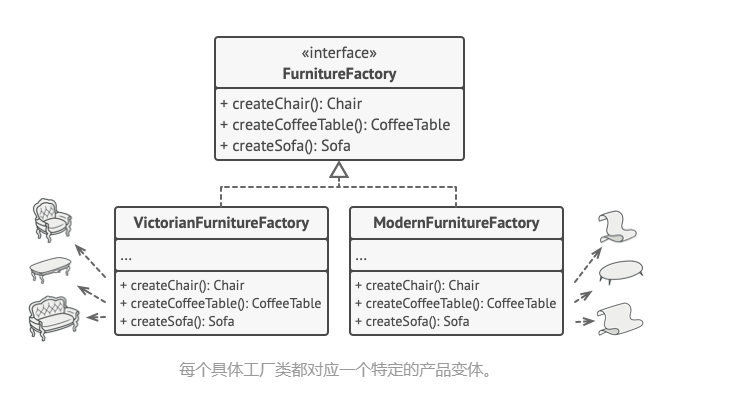 «interface»
FurnitureFactory
+ createChair(): Chair
+ createCoffeeTable(): CoffeeTable
+ createSofa(): Sofa
VictorianFurnitureFactory
...
+ createChair(): Chair
+ createCoffeeTable(): CoffeeTable
+ createSofa(): Sofa
ModernFurnitureFactory
...
+ createChair(): Chair
+ createCoffeeTable(): CoffeeTable
+ createSofa(): Sofa
每个具体工厂类都对应一个特定的产品变体。